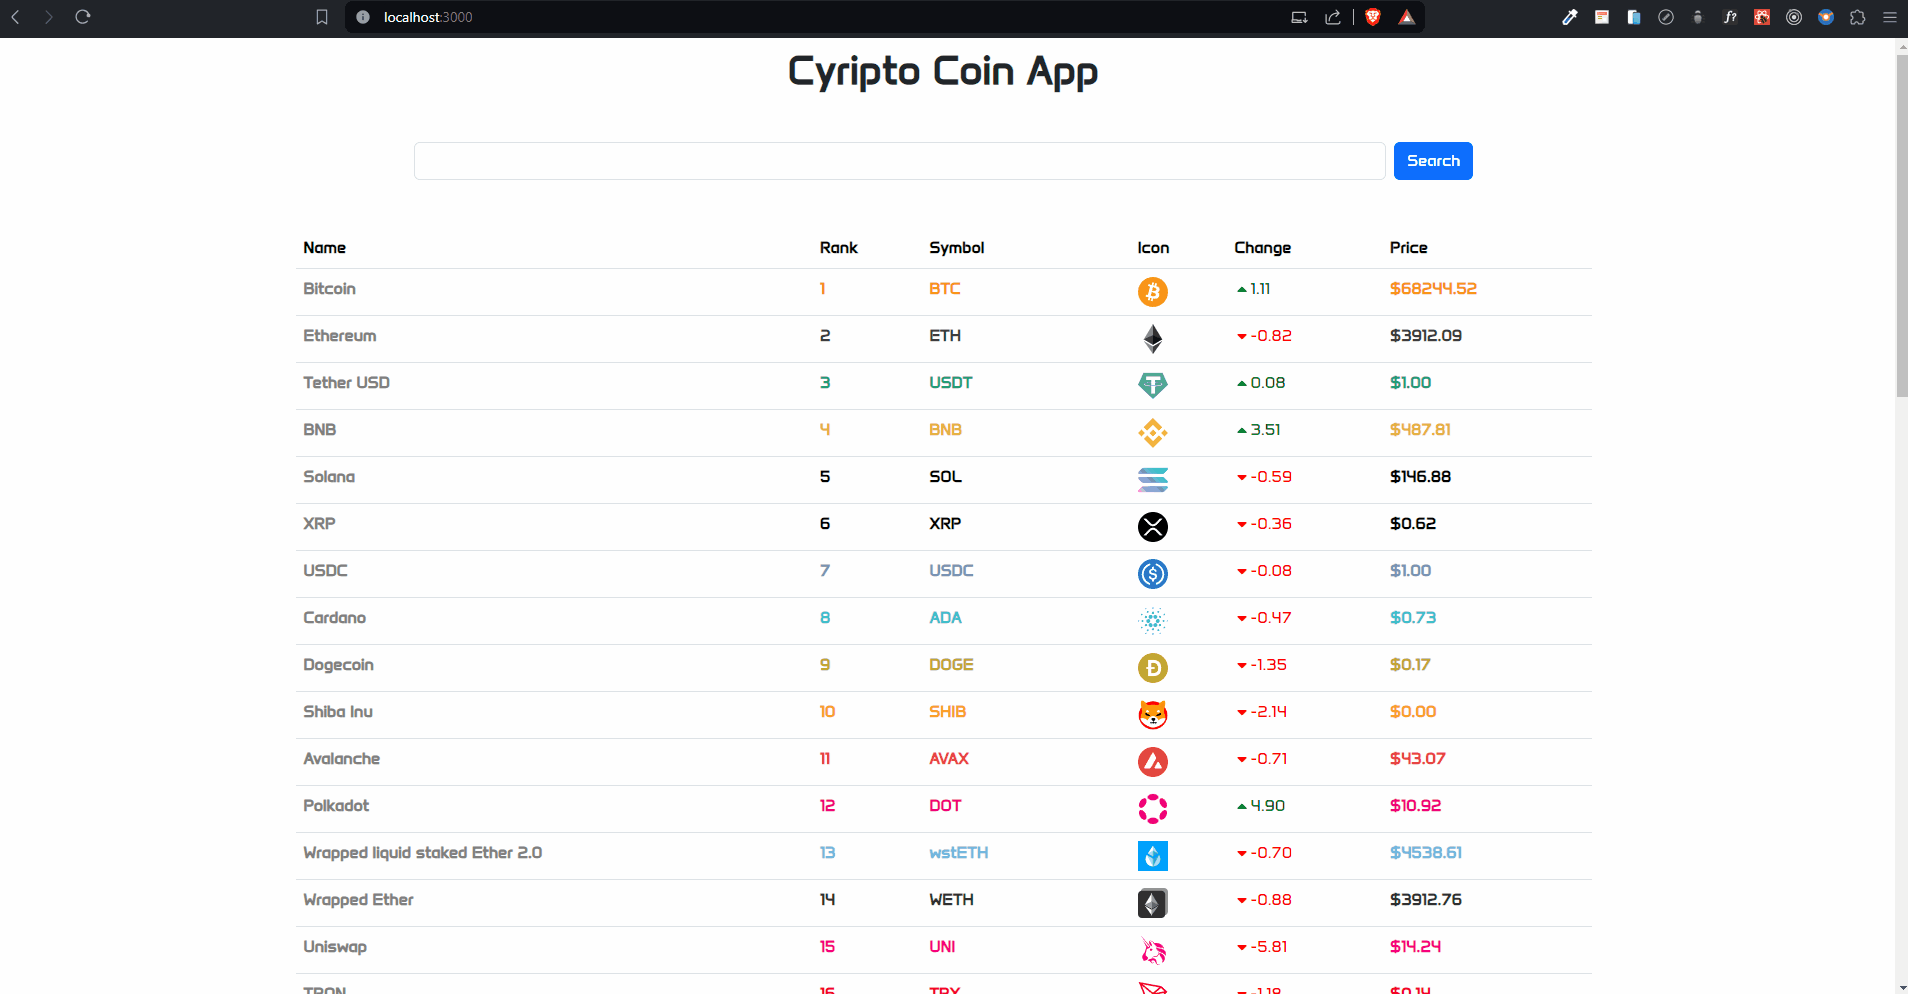 localhost:3000
Cyripto Coin App
Search
Name Rank Symbol Icon Change Price
Bitcoin 1 BTC 1.11 $68244.52
Ethereum 2 ETH -0.82 $3912.09
Tether USD 3 USDT 0.08 $1.00
BNB 4 BNB 3.51 $487.81
Solana 5 SOL -0.59 $146.88
XRP 6 XRP -0.36 $0.62
USDC 7 USDC -0.08 $1.00
Cardano 8 ADA -0.47 $0.73
Dogecoin 9 DOGE -1.35 $0.17
Shiba Inu 10 SHIB -2.14 $0.00
Avalanche 11 AVAX -0.71 $43.07
Polkadot 12 DOT 4.90 $10.92
Wrapped liquid staked Ether 2.0 13 wstETH -0.70 $4538.61
Wrapped Ether 14 WETH -0.88 $3912.76
Uniswap 15 UNI -5.81 $14.24
TRON 16 TRX -1.18 $0.14